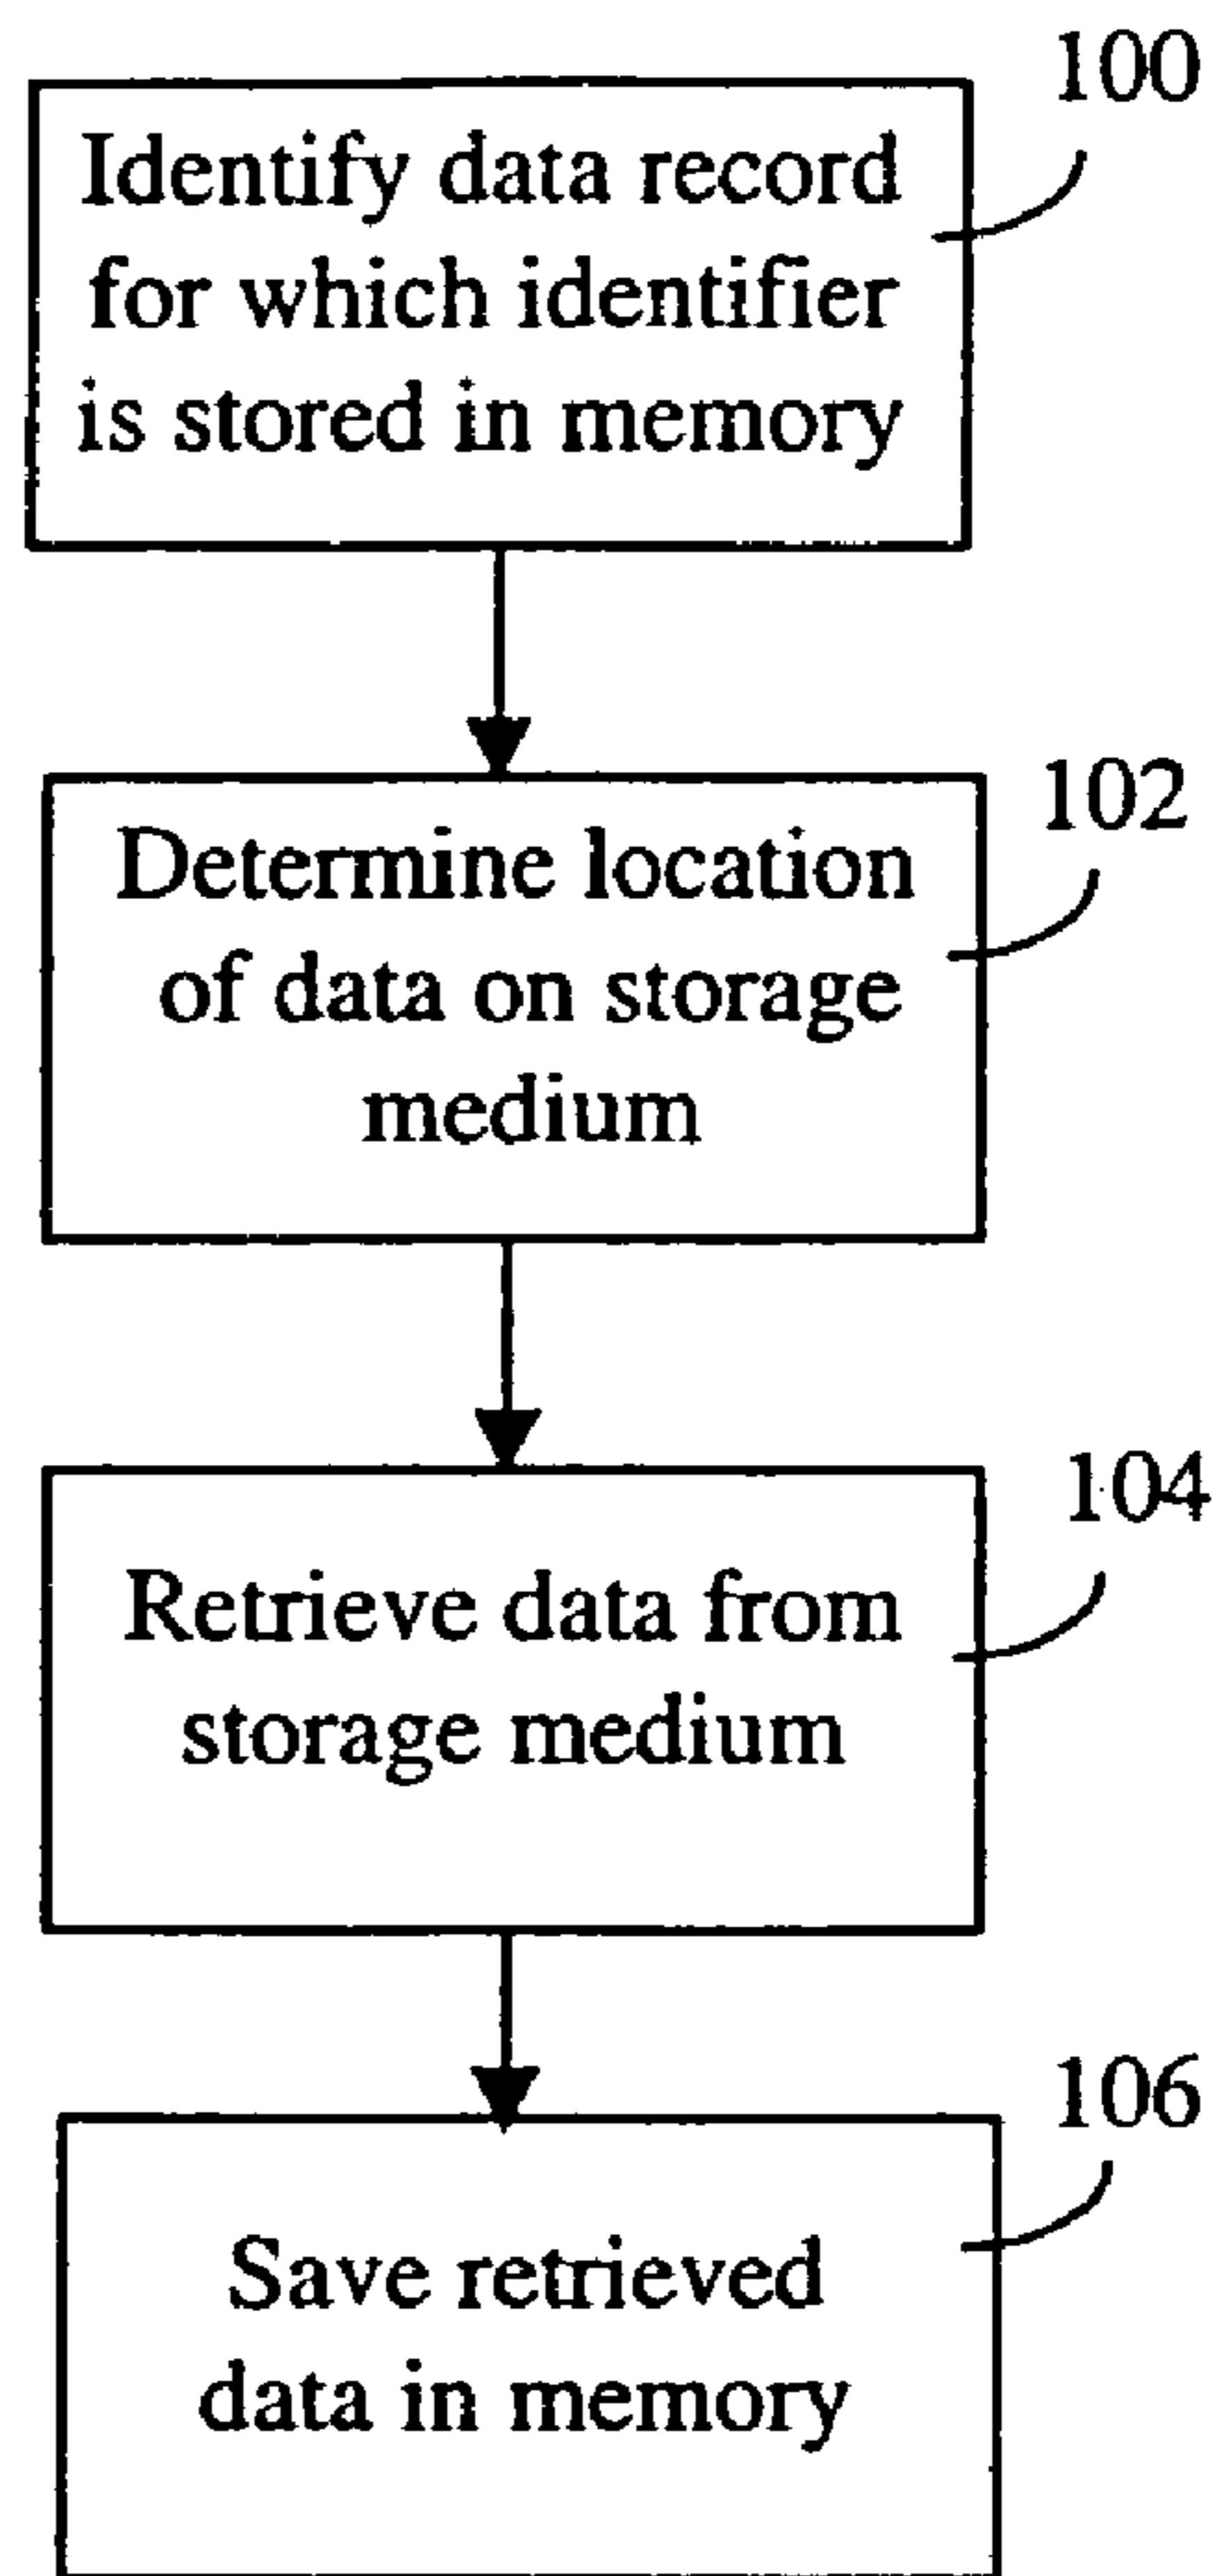 100
Identify data record
for which identifier
is stored in memory
102
Determine location
of data on storage
medium
104
Retrieve data from
storage medium
106
Save retrieved
data in memory